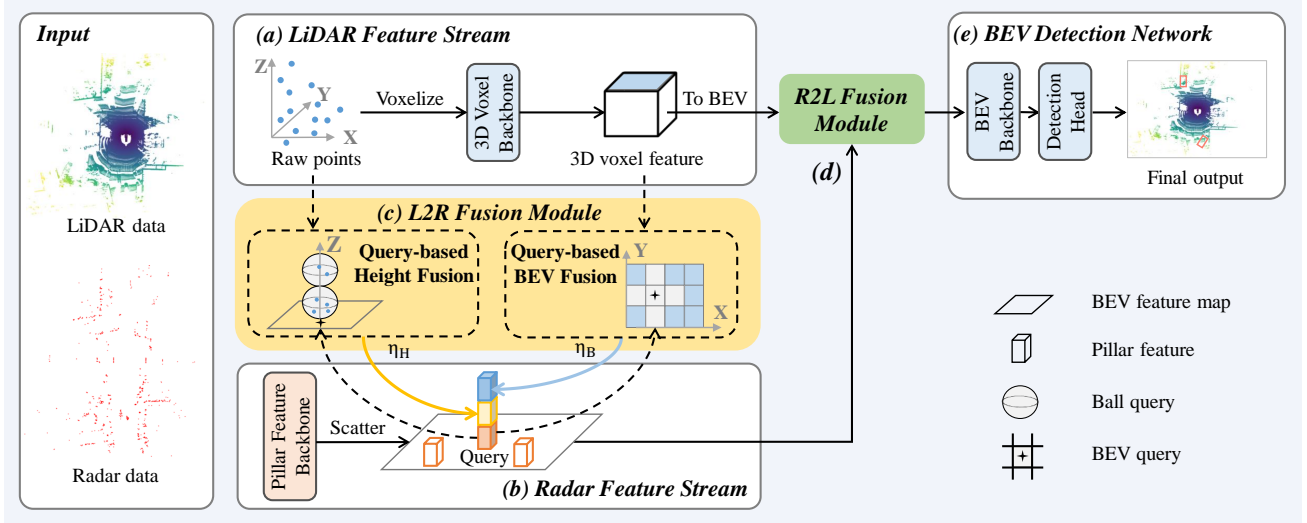 Input
LiDAR data
Radar data
(a) LiDAR Feature Stream
Z
Y
X
Raw points
Voxelize
3D Voxel
Backbone
3D voxel feature
To BEV
R2L Fusion
Module
(d)
(e) BEV Detection Network
BEV
Backbone
Detection
Head
Final output
(c) L2R Fusion Module
Z
Query-based
Height Fusion
Query-based
BEV Fusion
Y
X
ηH
ηB
Pillar Feature
Backbone
Scatter
Query
(b) Radar Feature Stream
BEV feature map
Pillar feature
Ball query
BEV query